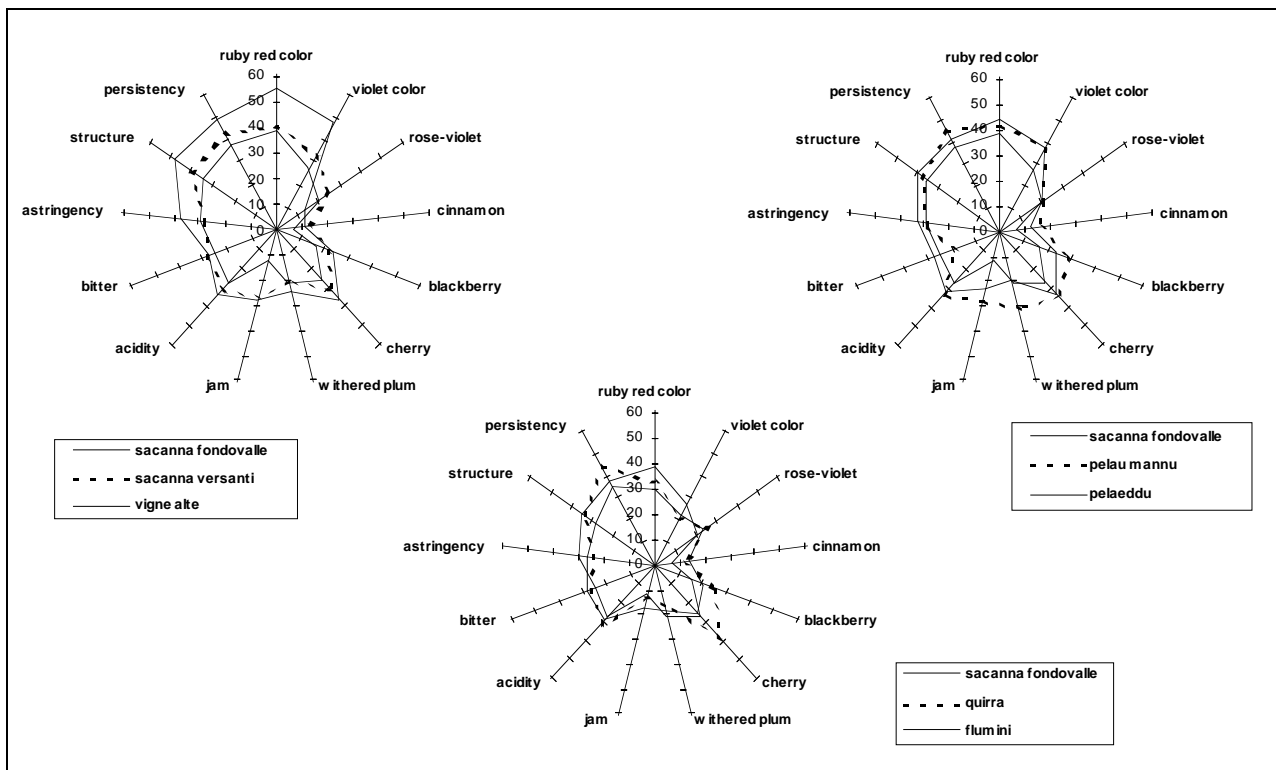 ruby red color
violet color
rose-violet
cinnamon
blackberry
cherry
withered plum
jam
acidity
bitter
astringency
structure
persistency
60
50
40
30
20
10
0
sacanna fondovalle
sacanna versanti
vigne alte
ruby red color
violet color
rose-violet
cinnamon
blackberry
cherry
withered plum
jam
acidity
bitter
astringency
structure
persistency
60
50
40
30
20
10
0
sacanna fondovalle
pelau mannu
pelaeddu
ruby red color
violet color
rose-violet
cinnamon
blackberry
cherry
withered plum
jam
acidity
bitter
astringency
structure
persistency
60
50
40
30
20
10
0
sacanna fondovalle
quirra
flumini